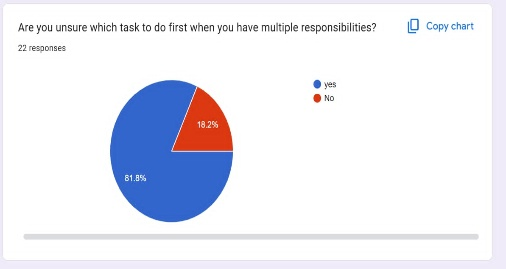 Are you unsure which task to do first when you have multiple responsibilities?
Copy chart
22 responses
yes
No
18.2%
81.8%